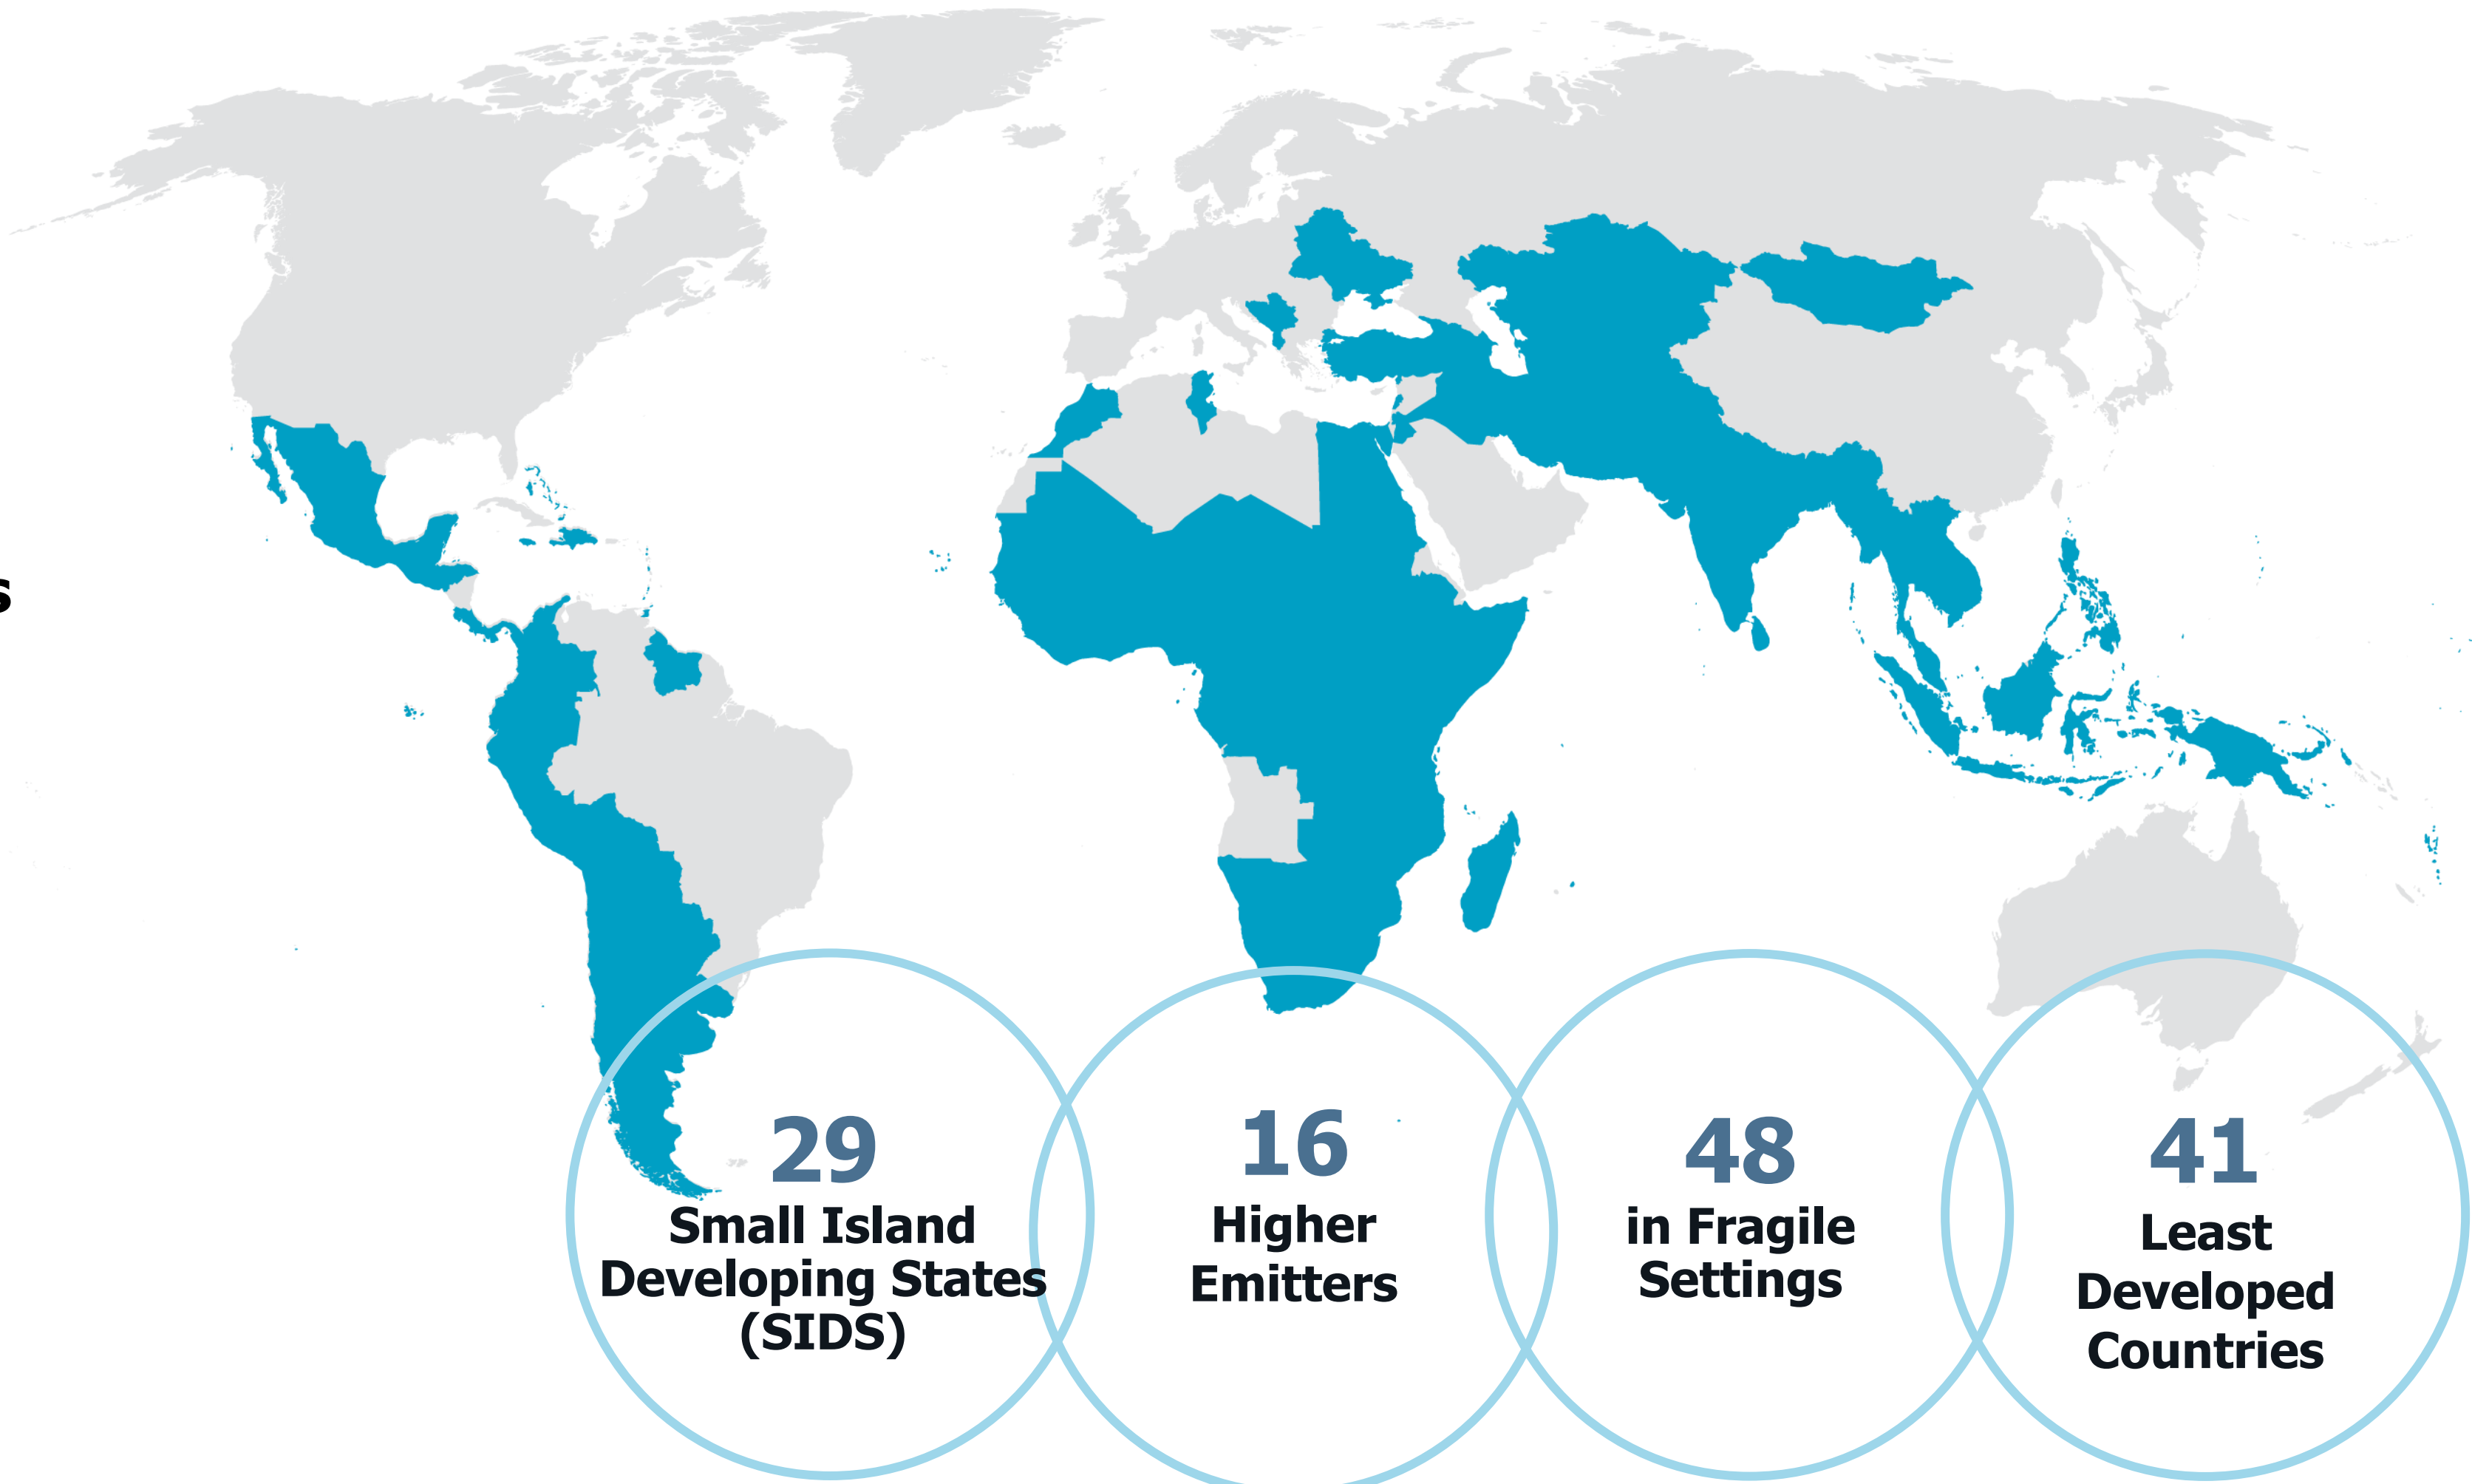 s
29
Small Island
Developing States
(SIDS)
16
Higher
Emitters
48
in Fragile
Settings
41
Least
Developed
Countries